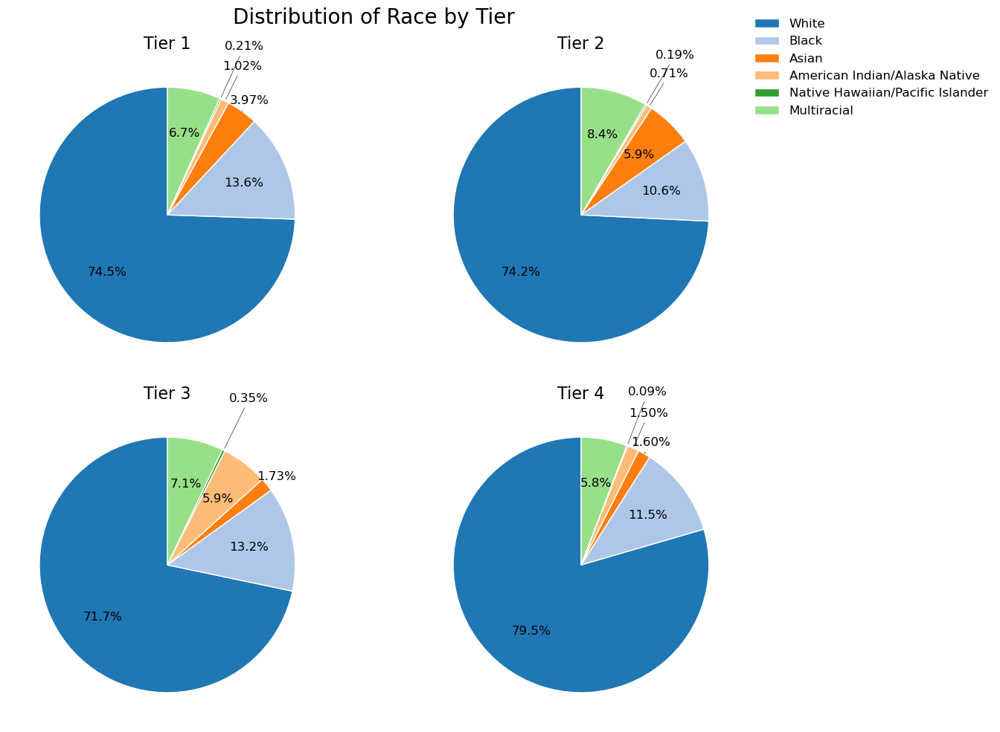 Distribution of Race by Tier
White
Black
Asian
American Indian/Alaska Native
Native Hawaiian/Pacific Islander
Multiracial
Tier 1
0.21%
1.02%
3.97%
6.7%
13.6%
74.5%
Tier 2
0.19%
0.71%
8.4%
5.9%
10.6%
74.2%
Tier 3
0.35%
1.73%
7.1%
5.9%
13.2%
71.7%
Tier 4
0.09%
1.50%
1.60%
5.8%
11.5%
79.5%